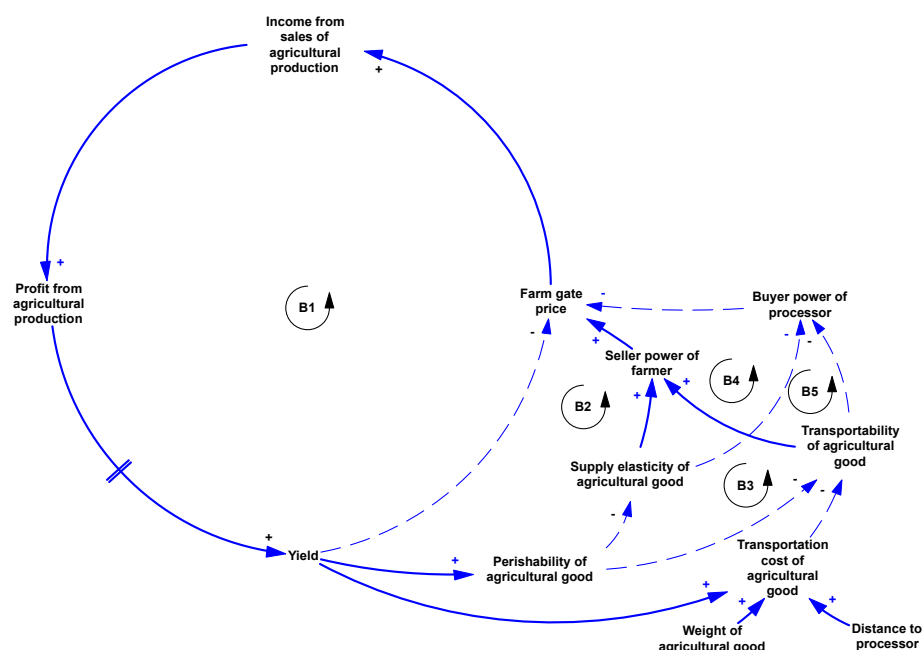 Income from
sales of
agricultural
production
+
+
Profit from
agricultural
production
B1
Farm gate
price
-
-
+
Buyer power of
processor
-
-
Seller power of
farmer
+
+
B2
B4
B5
Transportability
of agricultural
good
-
-
Supply elasticity of
agricultural good
-
B3
+
Yield
+
Perishability of
agricultural good
Transportation
cost of
agricultural
good
+
+
+
Weight of
agricultural good
Distance to
processor